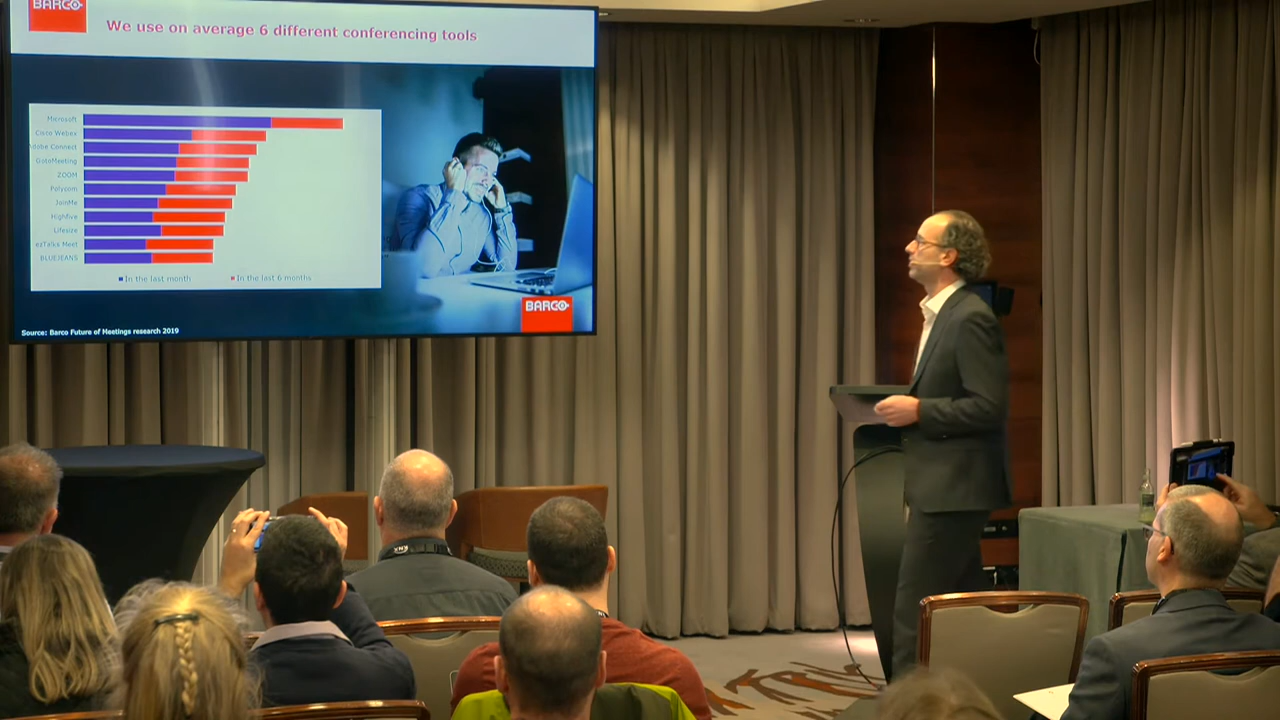 BARCO
We use on average 6 different conferencing tools
Microsoft
Cisco Webex
Adobe Connect
GotoMeeting
ZOOM
Polycom
JoinMe
Highfive
Lifesize
ezTalks Meet
BLUEJEANS
In the last month
In the last 6 months
BARCO
Source: Barco Future of Meetings research 2019
KNX